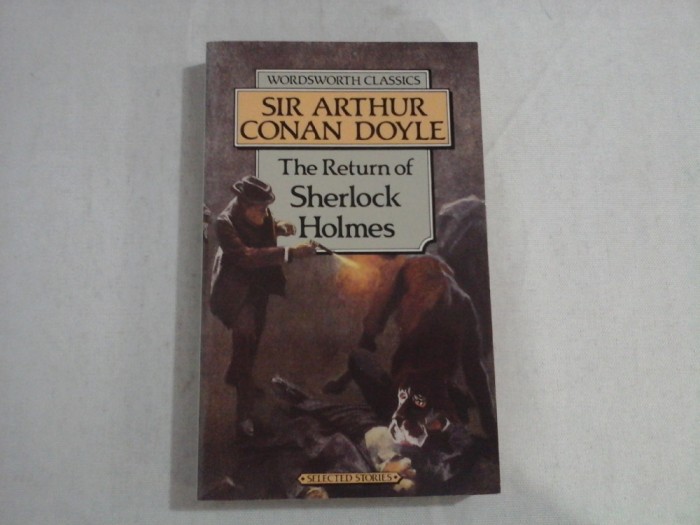 WORDSWORTH CLASSICS
SIR ARTHUR
CONAN DOYLE
The Return of
Sherlock
Holmes
• SELECTED STORIES •